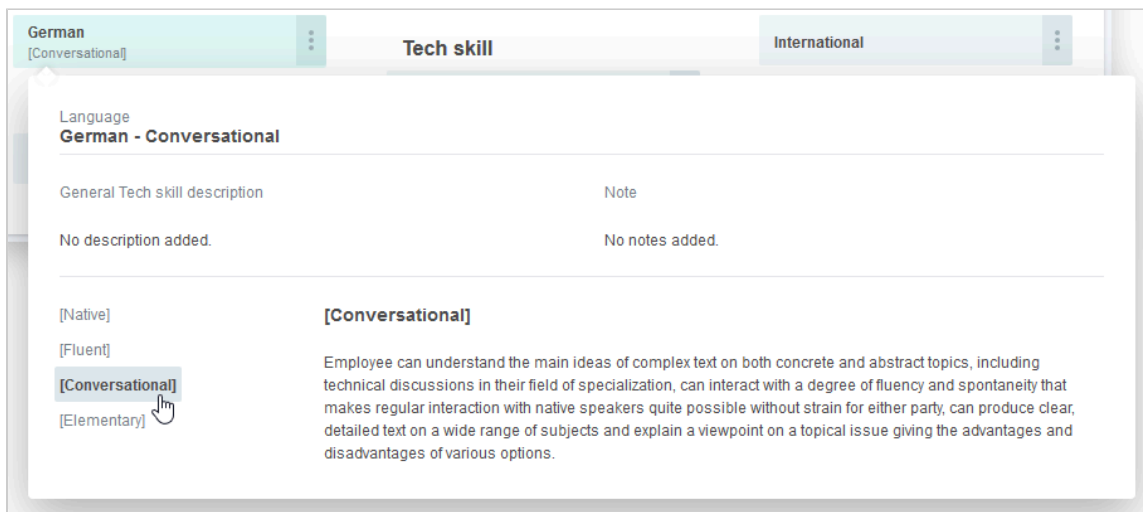 German
[Conversational]
Tech skill
International
Language
German - Conversational
General Tech skill description
Note
No description added.
No notes added.
[Native]
[Fluent]
[Conversational]
[Elementary]
[Conversational]
Employee can understand the main ideas of complex text on both concrete and abstract topics, including
technical discussions in their field of specialization, can interact with a degree of fluency and spontaneity that
makes regular interaction with native speakers quite possible without strain for either party, can produce clear,
detailed text on a wide range of subjects and explain a viewpoint on a topical issue giving the advantages and
disadvantages of various options.